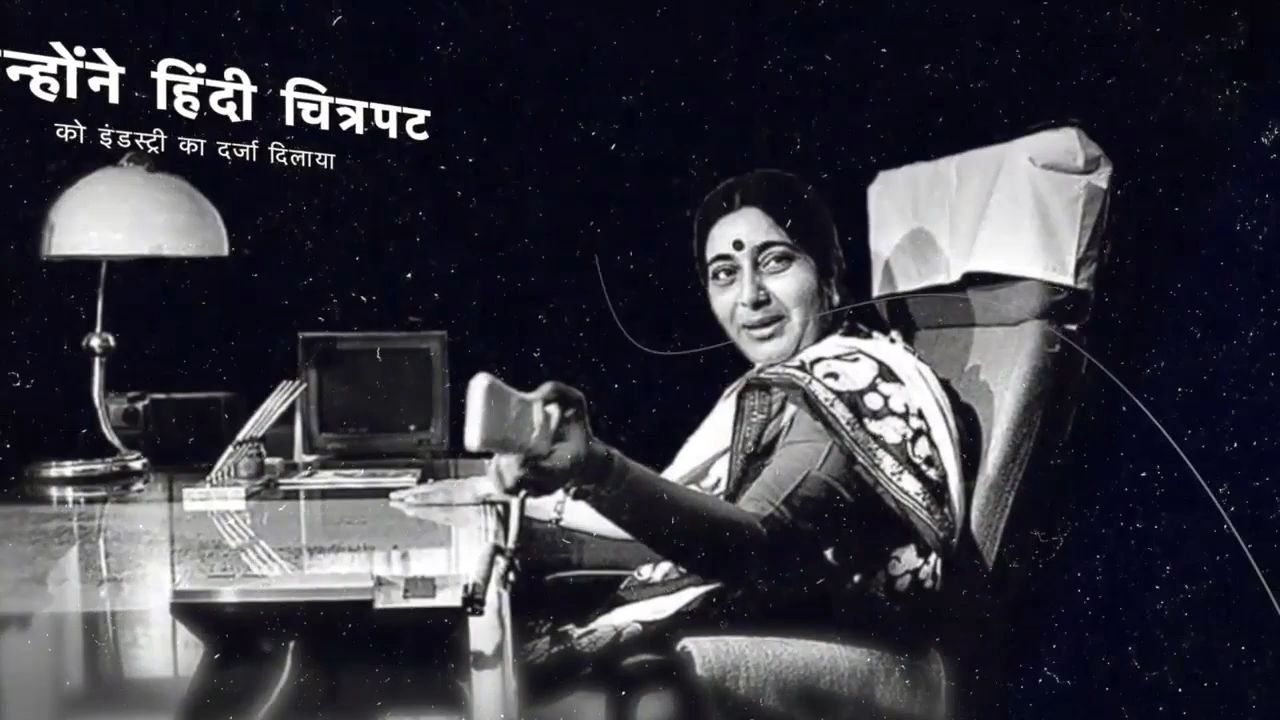 न्होंने हिंदी चित्रपट
को इंडस्ट्री का दर्जा दिलाया